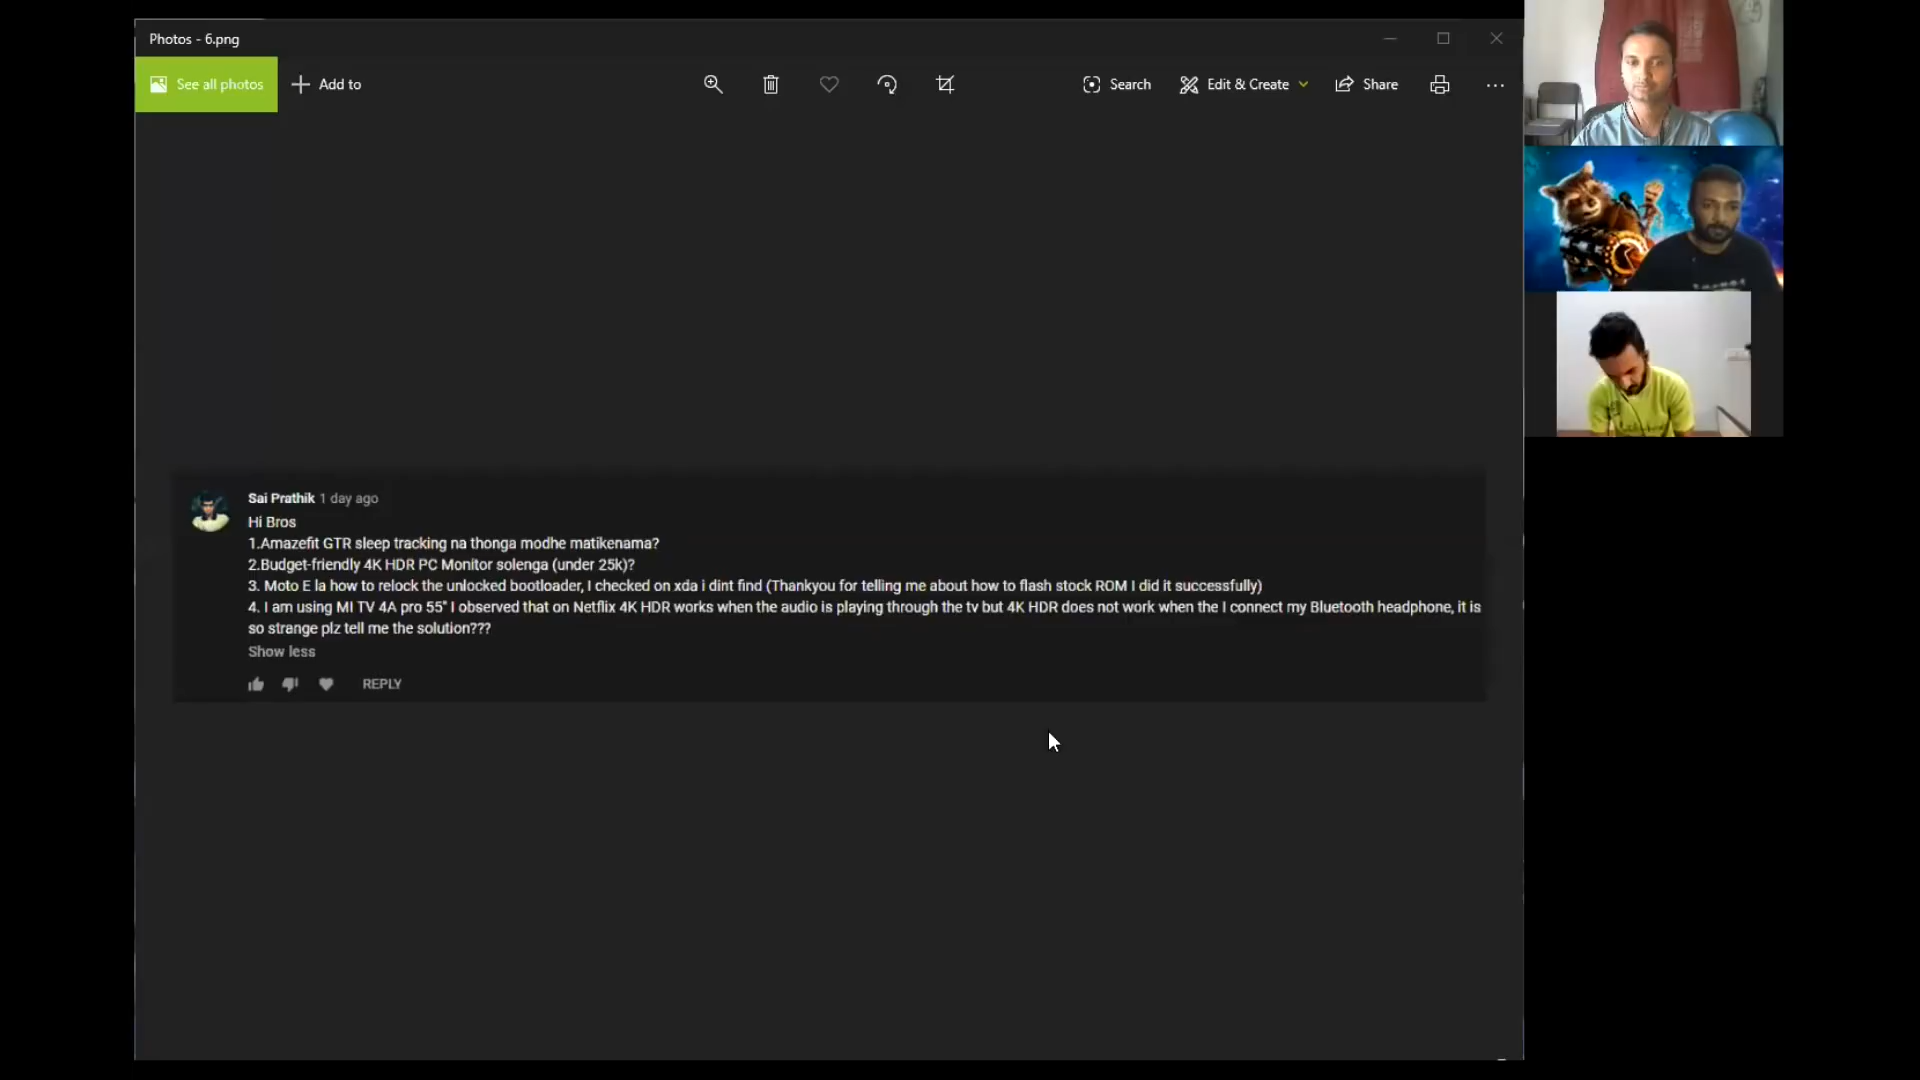 Photos - 6.png
See all photos
Add to
Search
Edit & Create
Share
Sai Prathik 1 day ago
Hi Bros
1.Amazefit GTR sleep tracking na thonga modhe matikenama?
2.Budget-friendly 4K HDR PC Monitor solenga (under 25k)?
3. Moto E la how to relock the unlocked bootloader, I checked on xda i dint find (Thankyou for telling me about how to flash stock ROM I did it successfully)
4. I am using MI TV 4A pro 55" I observed that on Netflix 4K HDR works when the audio is playing through the tv but 4K HDR does not work when the I connect my Bluetooth headphone, it is
so strange plz tell me the solution???
Show less
REPLY